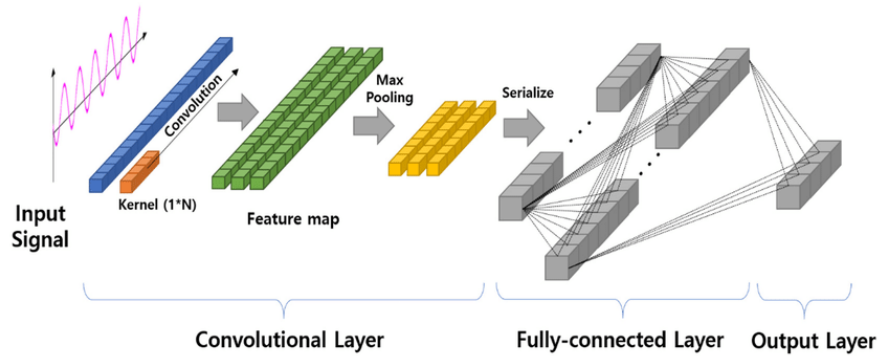 Input
Signal
Convolution
Kernel (1*N)
Feature map
Max
Pooling
Serialize
Convolutional Layer
Fully-connected Layer
Output Layer